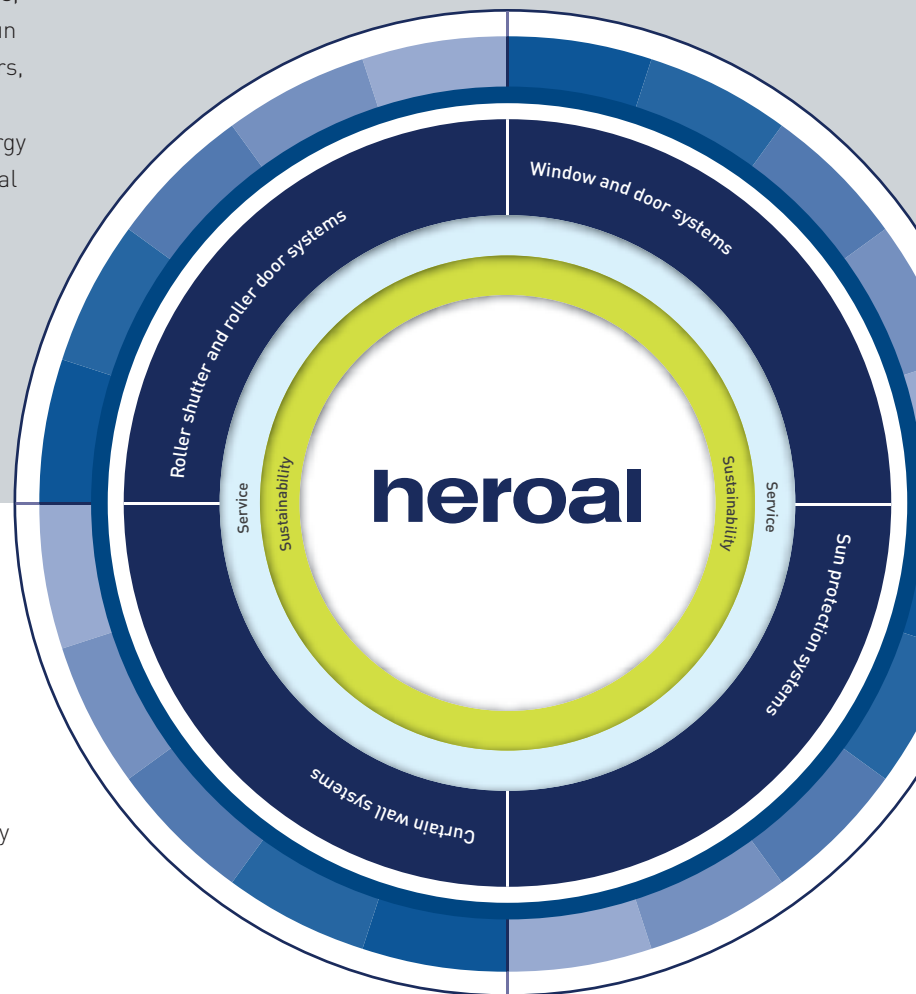 rgy
Window and door systems
Roller shutter and roller door systems
Service
Sustainability
heroal
Sustainability
Service
Sun protection systems
Curtain wall systems
y